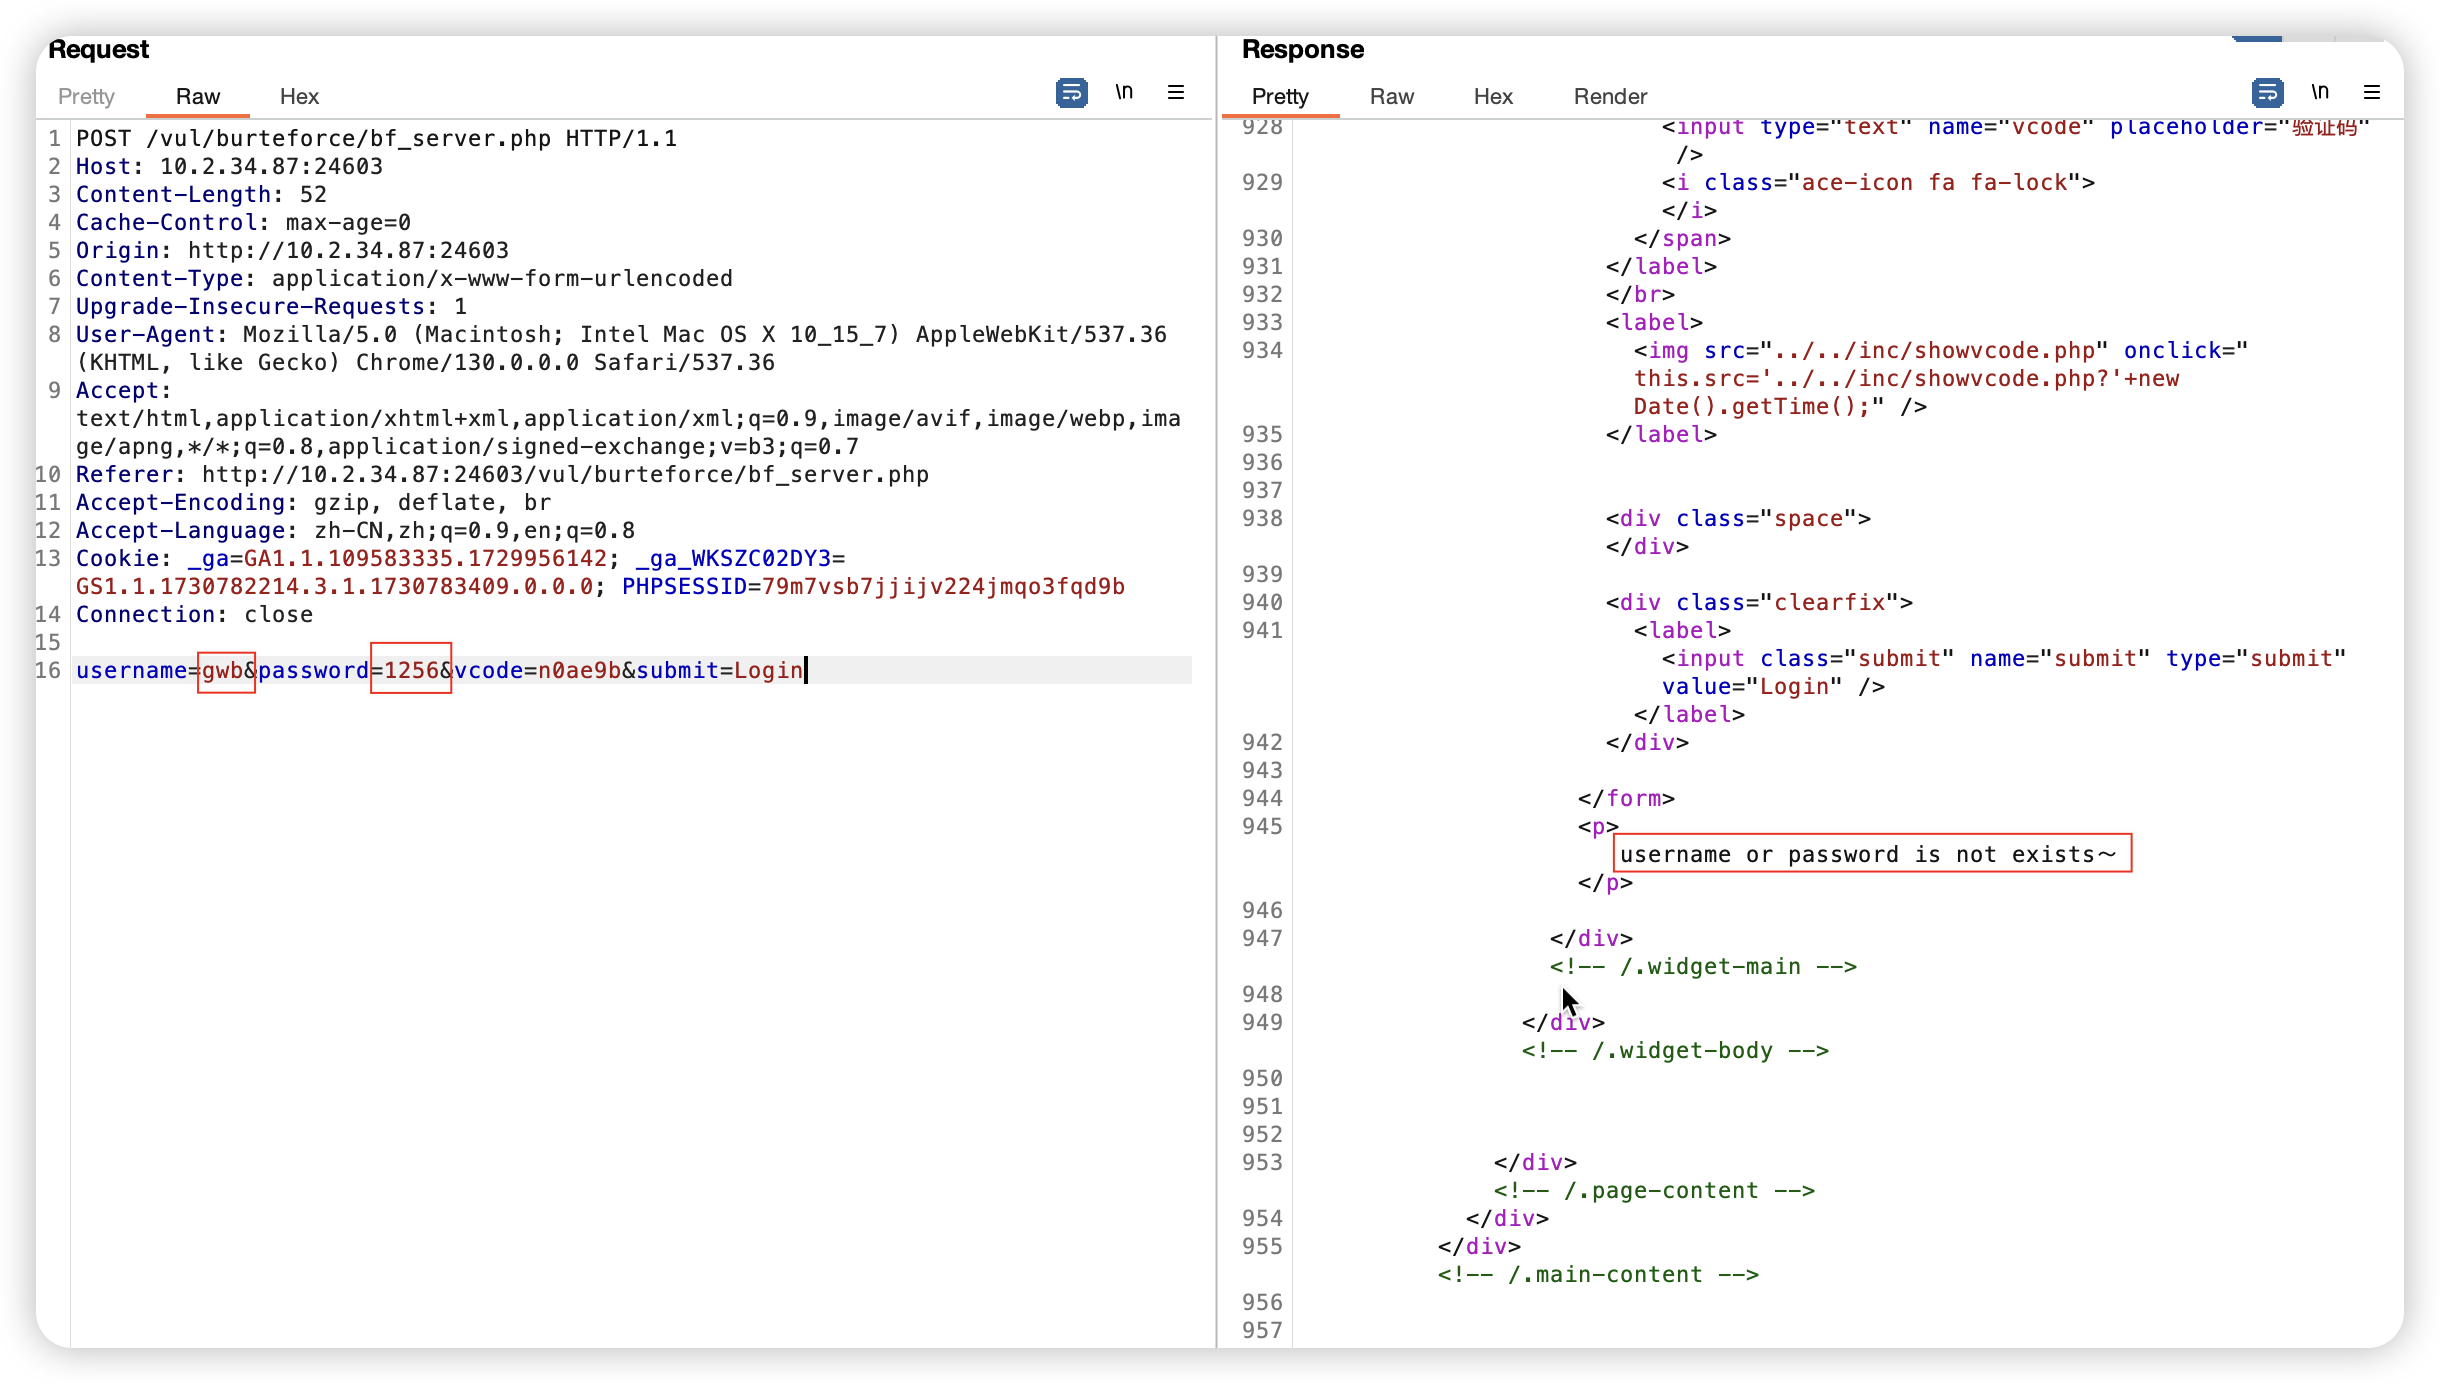 Request
Pretty Raw Hex \n
1 POST /vul/burteforce/bf_server.php HTTP/1.1
2 Host: 10.2.34.87:24603
3 Content-Length: 52
4 Cache-Control: max-age=0
5 Origin: http://10.2.34.87:24603
6 Content-Type: application/x-www-form-urlencoded
7 Upgrade-Insecure-Requests: 1
8 User-Agent: Mozilla/5.0 (Macintosh; Intel Mac OS X 10_15_7) AppleWebKit/537.36
(KHTML, like Gecko) Chrome/130.0.0.0 Safari/537.36
9 Accept:
text/html,application/xhtml+xml,application/xml;q=0.9,image/avif,image/webp,ima
ge/apng,*/*;q=0.8,application/signed-exchange;v=b3;q=0.7
10 Referer: http://10.2.34.87:24603/vul/burteforce/bf_server.php
11 Accept-Encoding: gzip, deflate, br
12 Accept-Language: zh-CN,zh;q=0.9,en;q=0.8
13 Cookie: _ga=GA1.1.109583335.1729956142; _ga_WKSZC02DY3=
GS1.1.1730782214.3.1.1730783409.0.0.0; PHPSESSID=79m7vsb7jjijv224jmqo3fqd9b
14 Connection: close
15
16 username=gwb&password=1256&vcode=n0ae9b&submit=Login
Response
Pretty Raw Hex Render \n
928 <input type="text" name="vcode" placeholder="验证码"
/>
929 <i class="ace-icon fa fa-lock">
</i>
930 </span>
931 </label>
932 </br>
933 <label>
934 <img src="../../inc/showvcode.php" onclick="
this.src='../../inc/showvcode.php?'+new
Date().getTime();" />
935 </label>
936
937
938 <div class="space">
</div>
939
940 <div class="clearfix">
941 <label>
<input class="submit" name="submit" type="submit"
value="Login" />
</label>
942 </div>
943
944 </form>
945 <p>
username or password is not exists～
</p>
946
947 </div>
<!-- /.widget-main -->
948
949 </div>
<!-- /.widget-body -->
950
951
952
953 </div>
<!-- /.page-content -->
954 </div>
955 </div>
<!-- /.main-content -->
956
957